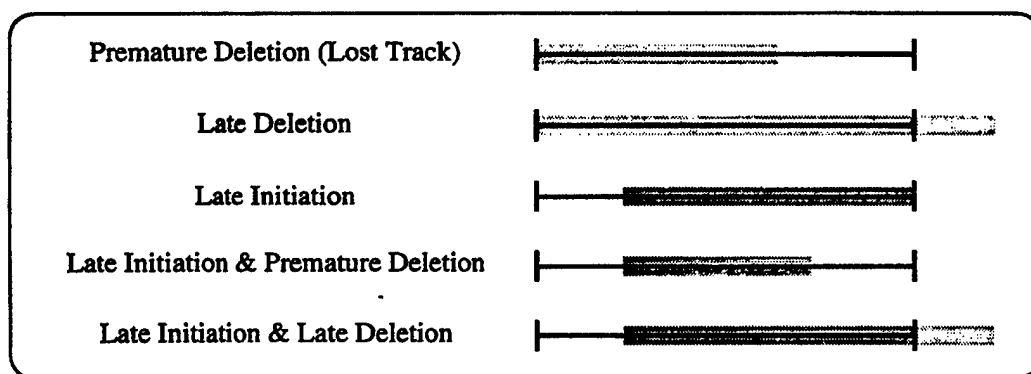 Premature Deletion (Lost Track)
Late Deletion
Late Initiation
Late Initiation & Premature Deletion
Late Initiation & Late Deletion